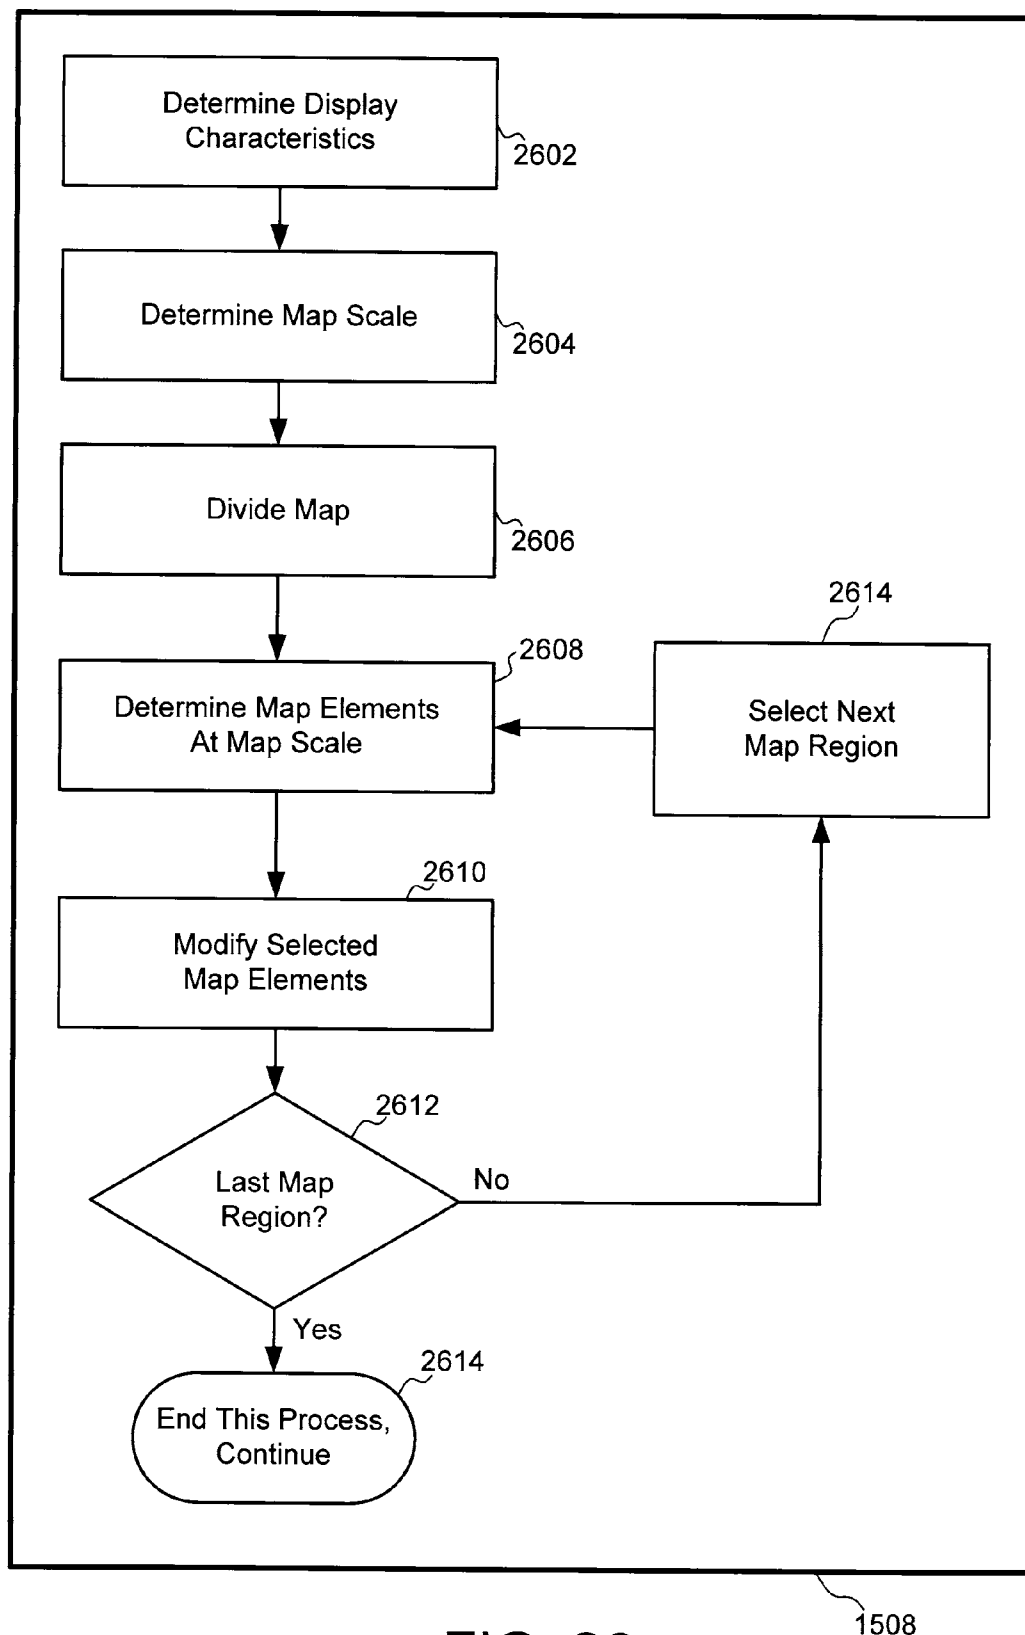 Determine Display
Characteristics
2602
Determine Map Scale
2604
Divide Map
2606
2614
2608
Determine Map Elements
At Map Scale
Select Next
Map Region
2610
Modify Selected
Map Elements
2612
Last Map
Region?
No
Yes
2614
End This Process,
Continue
1508